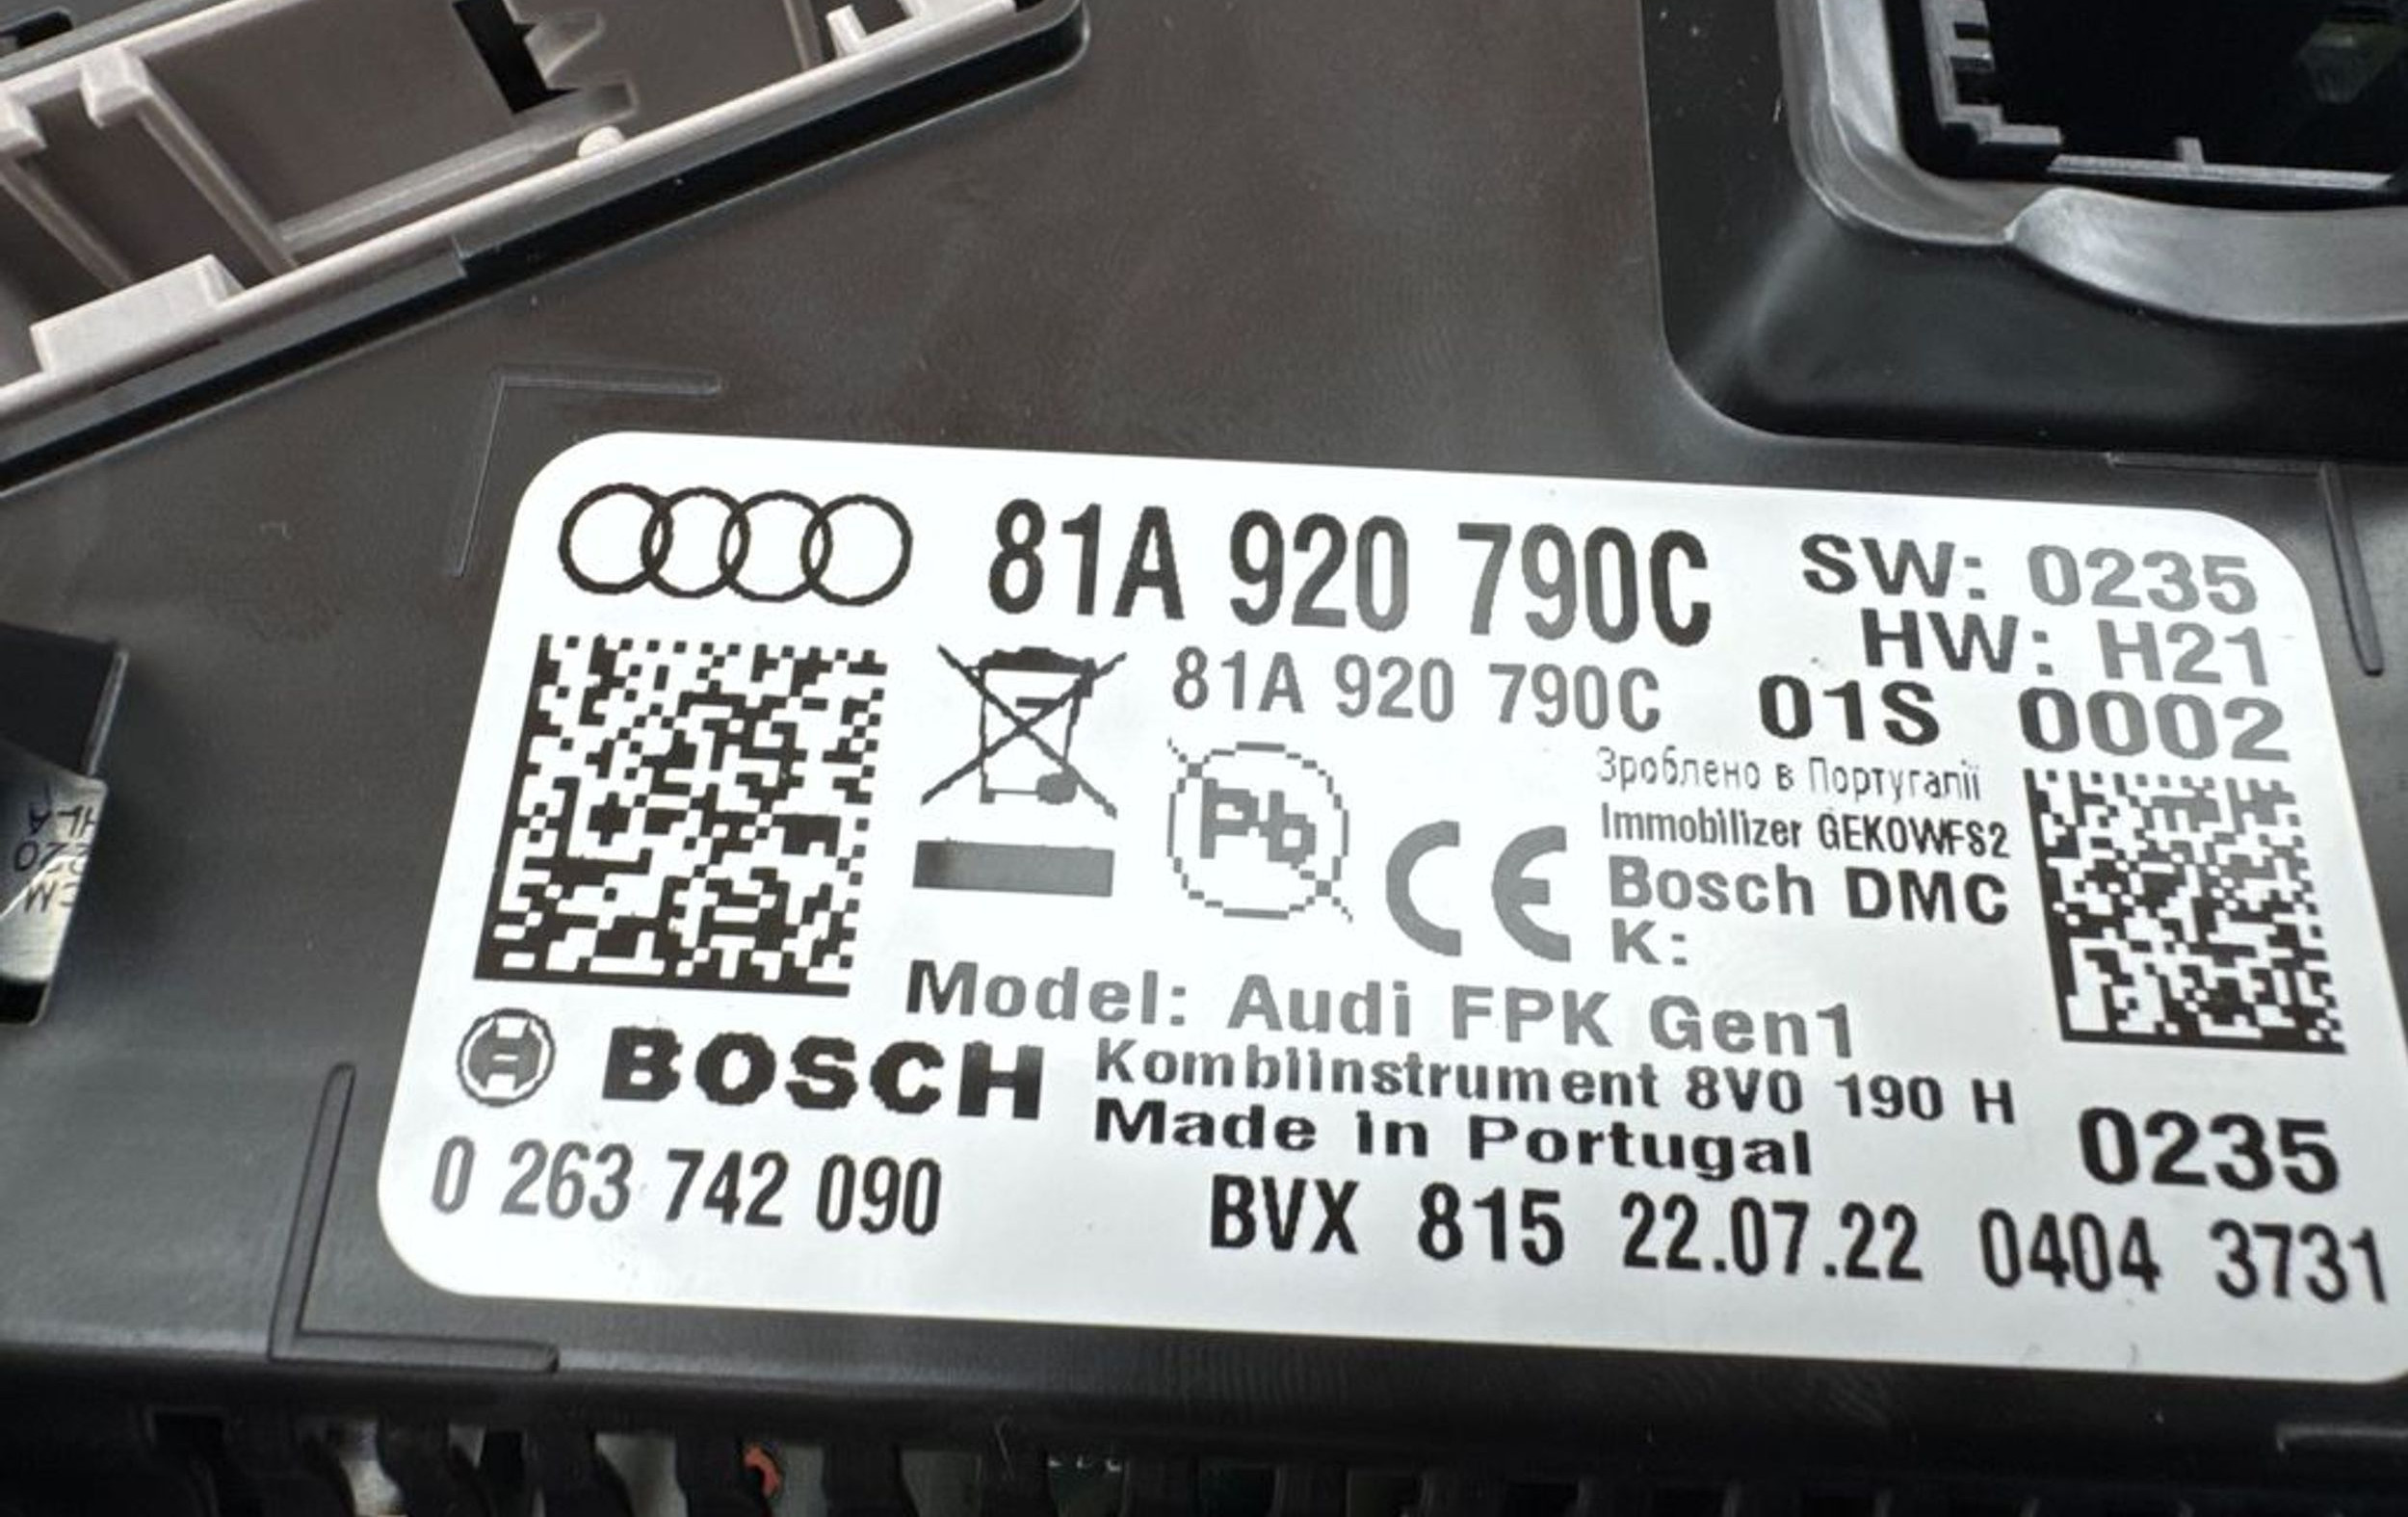 81A 920 790C SW: 0235
HW: H21
81A 920 790C 01S 0002
Pb
CE
Зроблено в Португалії
Immobilizer GEKOWFS2
Bosch DMC
K:
Model: Audi FPK Gen1
BOSCH
Kombiinstrument 8V0 190 H
Made in Portugal
0235
0 263 742 090
BVX 815 22.07.22 0404 3731